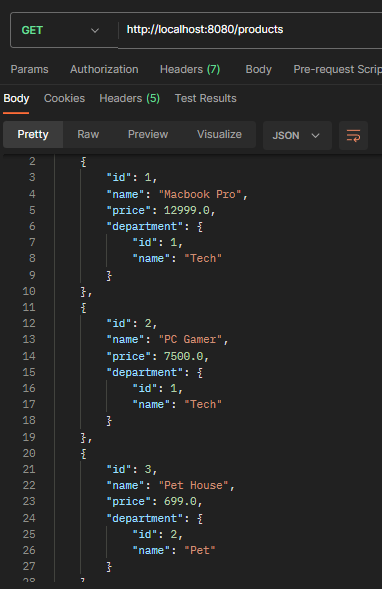 GET http://localhost:8080/products
Params Authorization Headers (7) Body Pre-request Scrip
Body Cookies Headers (5) Test Results
Pretty Raw Preview Visualize JSON
2 {
3 "id": 1,
4 "name": "Macbook Pro",
5 "price": 12999.0,
6 "department": {
7 "id": 1,
8 "name": "Tech"
9 }
10 },
11 {
12 "id": 2,
13 "name": "PC Gamer",
14 "price": 7500.0,
15 "department": {
16 "id": 1,
17 "name": "Tech"
18 }
19 },
20 {
21 "id": 3,
22 "name": "Pet House",
23 "price": 699.0,
24 "department": {
25 "id": 2,
26 "name": "Pet"
27 }
28